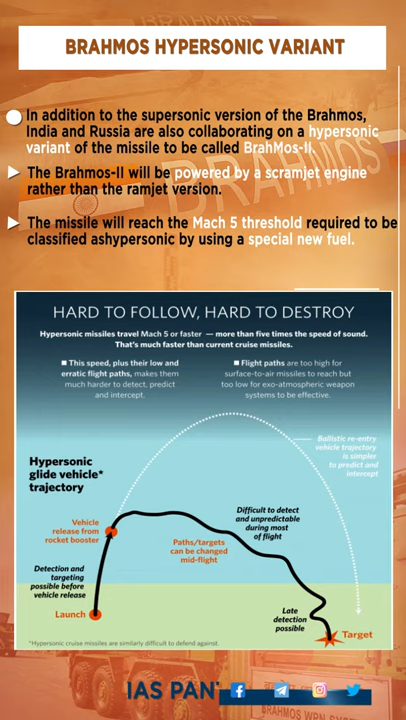 BRAHMOS
BRAHMOS HYPERSONIC VARIANT
In addition to the supersonic version of the Brahmos,
India and Russia are also collaborating on a hypersonic
variant of the missile to be called BrahMos-II.
The Brahmos-II will be powered by a scramjet engine
rather than the ramjet version.
BRAHMOS
The missile will reach the Mach 5 threshold required to be
classified ashypersonic by using a special new fuel.
HARD TO FOLLOW, HARD TO DESTROY
Hypersonic missiles travel Mach 5 or faster — more than five times the speed of sound.
That's much faster than current cruise missiles.
■ This speed, plus their low and
erratic flight paths, makes them
much harder to detect, predict
and intercept.
■ Flight paths are too high for
surface-to-air missiles to reach but
too low for exo-atmospheric weapon
systems to be effective.
Ballistic re-entry
vehicle trajectory
is simpler
to predict and
intercept
Hypersonic
glide vehicle*
trajectory
Vehicle
release from
rocket booster
Difficult to detect
and unpredictable
during most
of flight
Paths/targets
can be changed
mid-flight
Detection and
targeting
possible before
vehicle release
Launch
Late
detection
possible
Target
*Hypersonic cruise missiles are similarly difficult to defend against.
IAS PAN
BRAHMOS WPN SYS